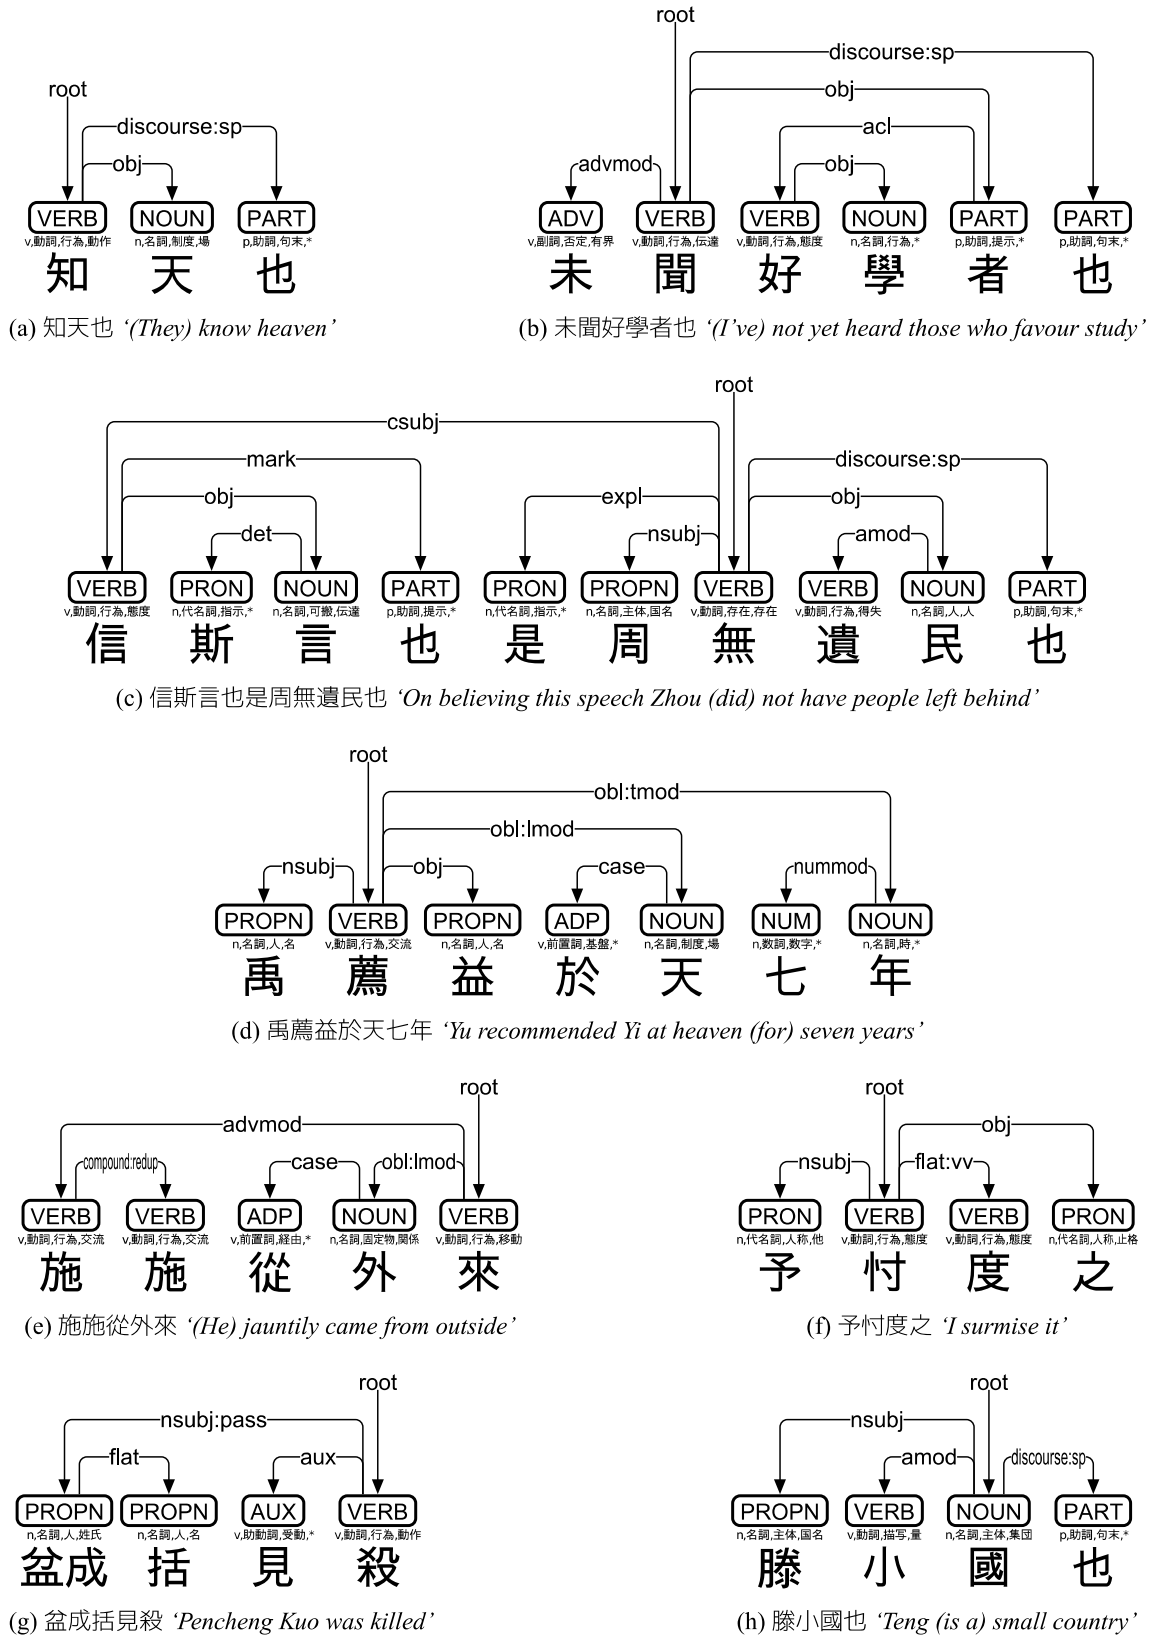 root
discourse:sp
obj
VERB NOUN PART
v,動詞,行為,動作 n,名詞,制度,場 p,助詞,句末,*
知 天 也
(a) 知天也 ‘(They) know heaven’
root
discourse:sp
obj
acl
advmod obj
ADV VERB VERB NOUN PART PART
v,副詞,否定,有界 v,動詞,行為,伝達 v,動詞,行為,態度 n,名詞,行為,* p,助詞,提示,* p,助詞,句末,*
未 聞 好 學 者 也
(b) 未聞好學者也 ‘(I’ve) not yet heard those who favour study’
root
csubj
mark discourse:sp
obj expl obj
det nsubj amod
VERB PRON NOUN PART PRON PROPN VERB VERB NOUN PART
v,動詞,行為,態度 n,代名詞,指示,* n,名詞,可搬,伝達 p,助詞,提示,* n,代名詞,指示,* n,名詞,主体,国名 v,動詞,存在,存在 v,動詞,行為,得失 n,名詞,人,人 p,助詞,句末,*
信 斯 言 也 是 周 無 遺 民 也
(c) 信斯言也是周無遺民也 ‘On believing this speech Zhou (did) not have people left behind’
root
obl:tmod
obl:lmod
nsubj obj case nummod
PROPN VERB PROPN ADP NOUN NUM NOUN
n,名詞,人,名 v,動詞,行為,交流 n,名詞,人,名 v,前置詞,基盤,* n,名詞,制度,場 n,数詞,数字,* n,名詞,時,*
禹 薦 益 於 天 七 年
(d) 禹薦益於天七年 ‘Yu recommended Yi at heaven (for) seven years’
root
advmod
compound:redup case obl:lmod
VERB VERB ADP NOUN VERB
v,動詞,行為,交流 v,動詞,行為,交流 v,前置詞,経由,* n,名詞,固定物,関係 v,動詞,行為,移動
施 施 從 外 來
(e) 施施從外來 ‘(He) jauntily came from outside’
root
obj
nsubj flat:vv
PRON VERB VERB PRON
n,代名詞,人称,他 v,動詞,行為,態度 v,動詞,行為,態度 n,代名詞,人称,止格
予 忖 度 之
(f) 予忖度之 ‘I surmise it’
root
nsubj:pass
flat aux
PROPN PROPN AUX VERB
n,名詞,人,姓氏 n,名詞,人,名 v,助動詞,受動,* v,動詞,行為,動作
盆成 括 見 殺
(g) 盆成括見殺 ‘Pencheng Kuo was killed’
root
nsubj
amod discourse:sp
PROPN VERB NOUN PART
n,名詞,主体,国名 v,動詞,描写,量 n,名詞,主体,集団 p,助詞,句末,*
滕 小 國 也
(h) 滕小國也 ‘Teng (is a) small country’